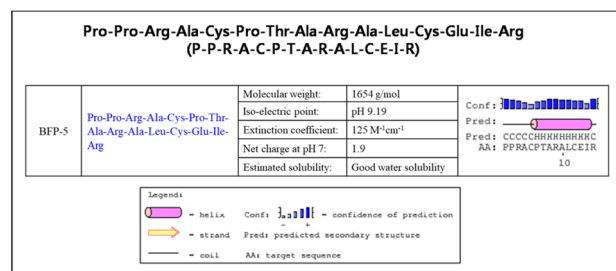 Pro-Pro-Arg-Ala-Cys-Pro-Thr-Ala-Arg-Ala-Leu-Cys-Glu-Ile-Arg
(P-P-R-A-C-P-T-A-R-A-L-C-E-I-R)
BFP-5
Pro-Pro-Arg-Ala-Cys-Pro-Thr-
Ala-Arg-Ala-Leu-Cys-Glu-Ile-
Arg
Molecular weight: 1654 g/mol
Iso-electric point: pH 9.19
Extinction coefficient: 125 M⁻¹cm⁻¹
Net charge at pH 7: 1.9
Estimated solubility: Good water solubility
Conf:
Pred:
Pred: CCCCCHHHHHHHHHC
AA: PPRACPTARALCEIR
10
Legend:
= helix Conf: = confidence of prediction
- +
= strand Pred: predicted secondary structure
= coil AA: target sequence